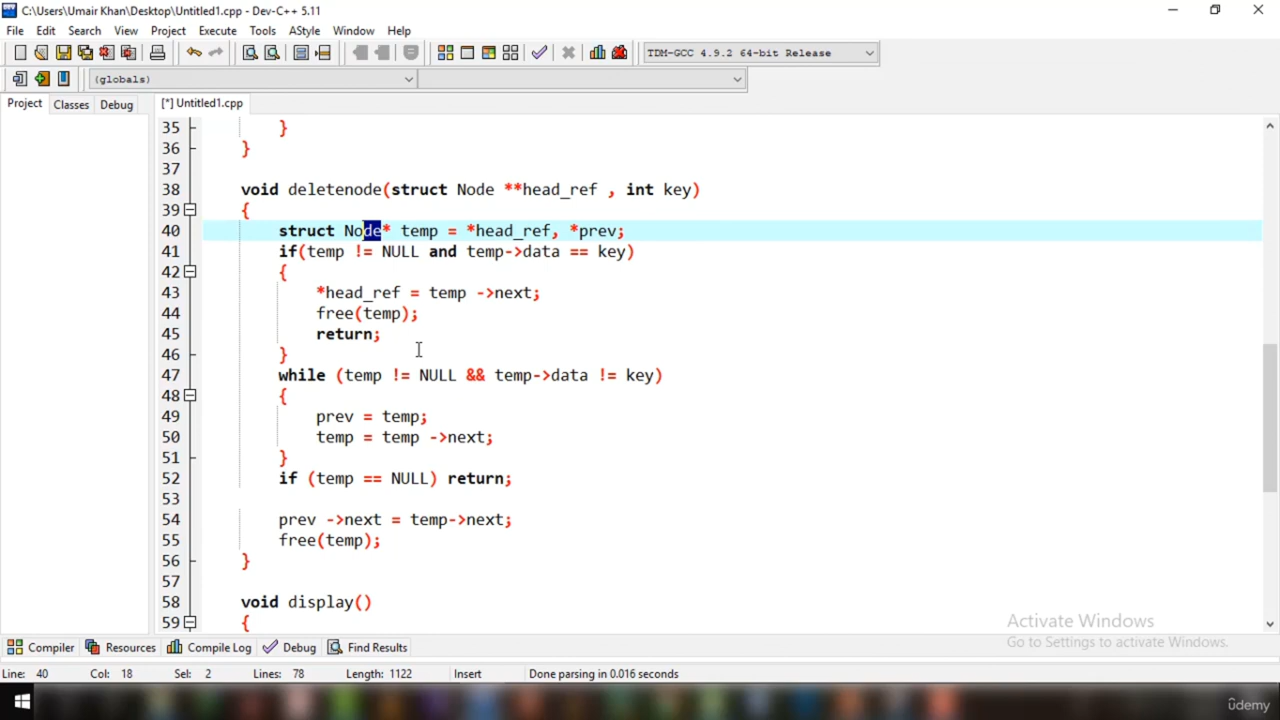 C:\Users\Umair Khan\Desktop\Untitled1.cpp - Dev-C++ 5.11
File Edit Search View Project Execute Tools AStyle Window Help
TDM-GCC 4.9.2 64-bit Release
(globals)
Project Classes Debug [*] Untitled1.cpp
35 }
36 }
37
38 void deletenode(struct Node **head_ref , int key)
39 {
40 struct Node* temp = *head_ref, *prev;
41 if(temp != NULL and temp->data == key)
42 {
43 *head_ref = temp ->next;
44 free(temp);
45 return;
46 }
47 while (temp != NULL && temp->data != key)
48 {
49 prev = temp;
50 temp = temp ->next;
51 }
52 if (temp == NULL) return;
53
54 prev ->next = temp->next;
55 free(temp);
56 }
57
58 void display()
59 {
Activate Windows
Go to Settings to activate Windows.
Compiler Resources Compile Log Debug Find Results
Line: 40 Col: 18 Sel: 2 Lines: 78 Length: 1122 Insert Done parsing in 0.016 seconds
ûdemy